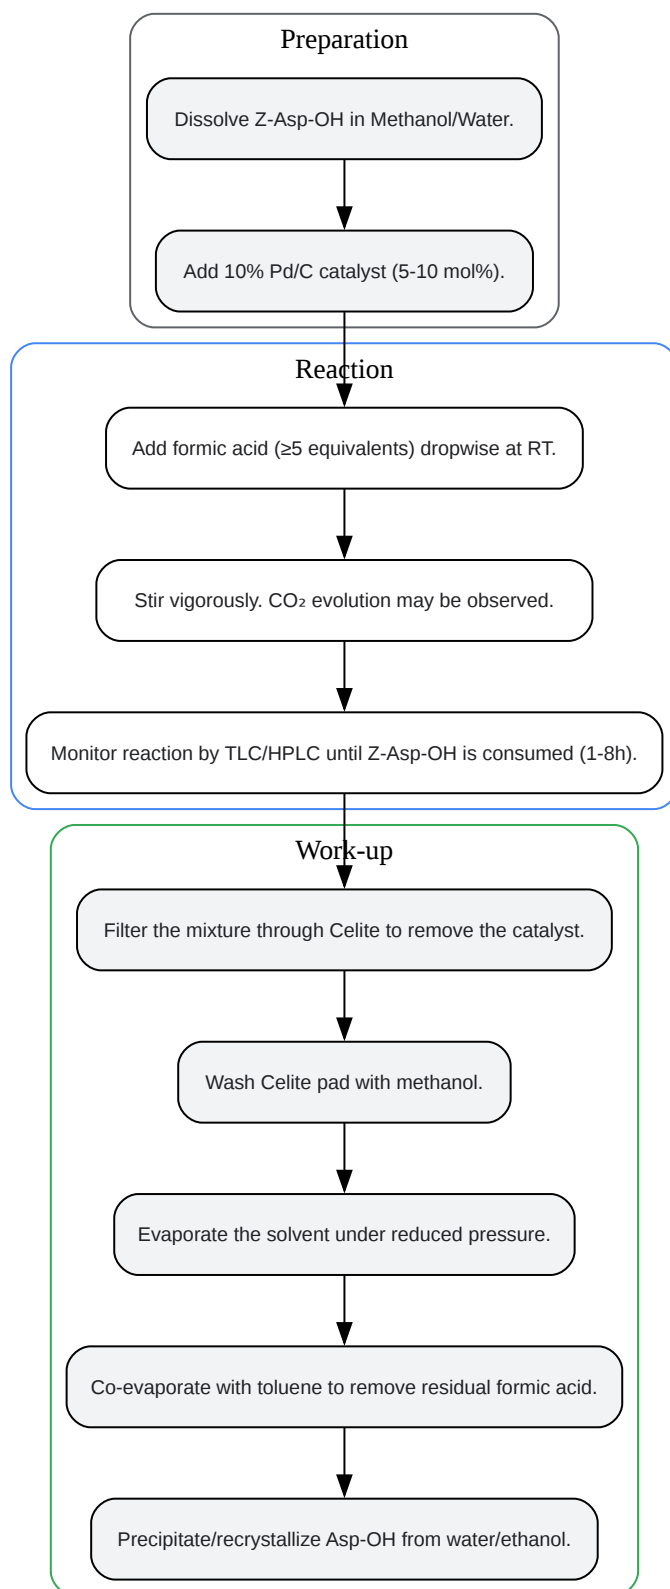 Preparation
Dissolve Z-Asp-OH in Methanol/Water.
Add 10% Pd/C catalyst (5-10 mol%).
Reaction
Add formic acid (≥5 equivalents) dropwise at RT.
Stir vigorously. CO₂ evolution may be observed.
Monitor reaction by TLC/HPLC until Z-Asp-OH is consumed (1-8h).
Work-up
Filter the mixture through Celite to remove the catalyst.
Wash Celite pad with methanol.
Evaporate the solvent under reduced pressure.
Co-evaporate with toluene to remove residual formic acid.
Precipitate/recrystallize Asp-OH from water/ethanol.